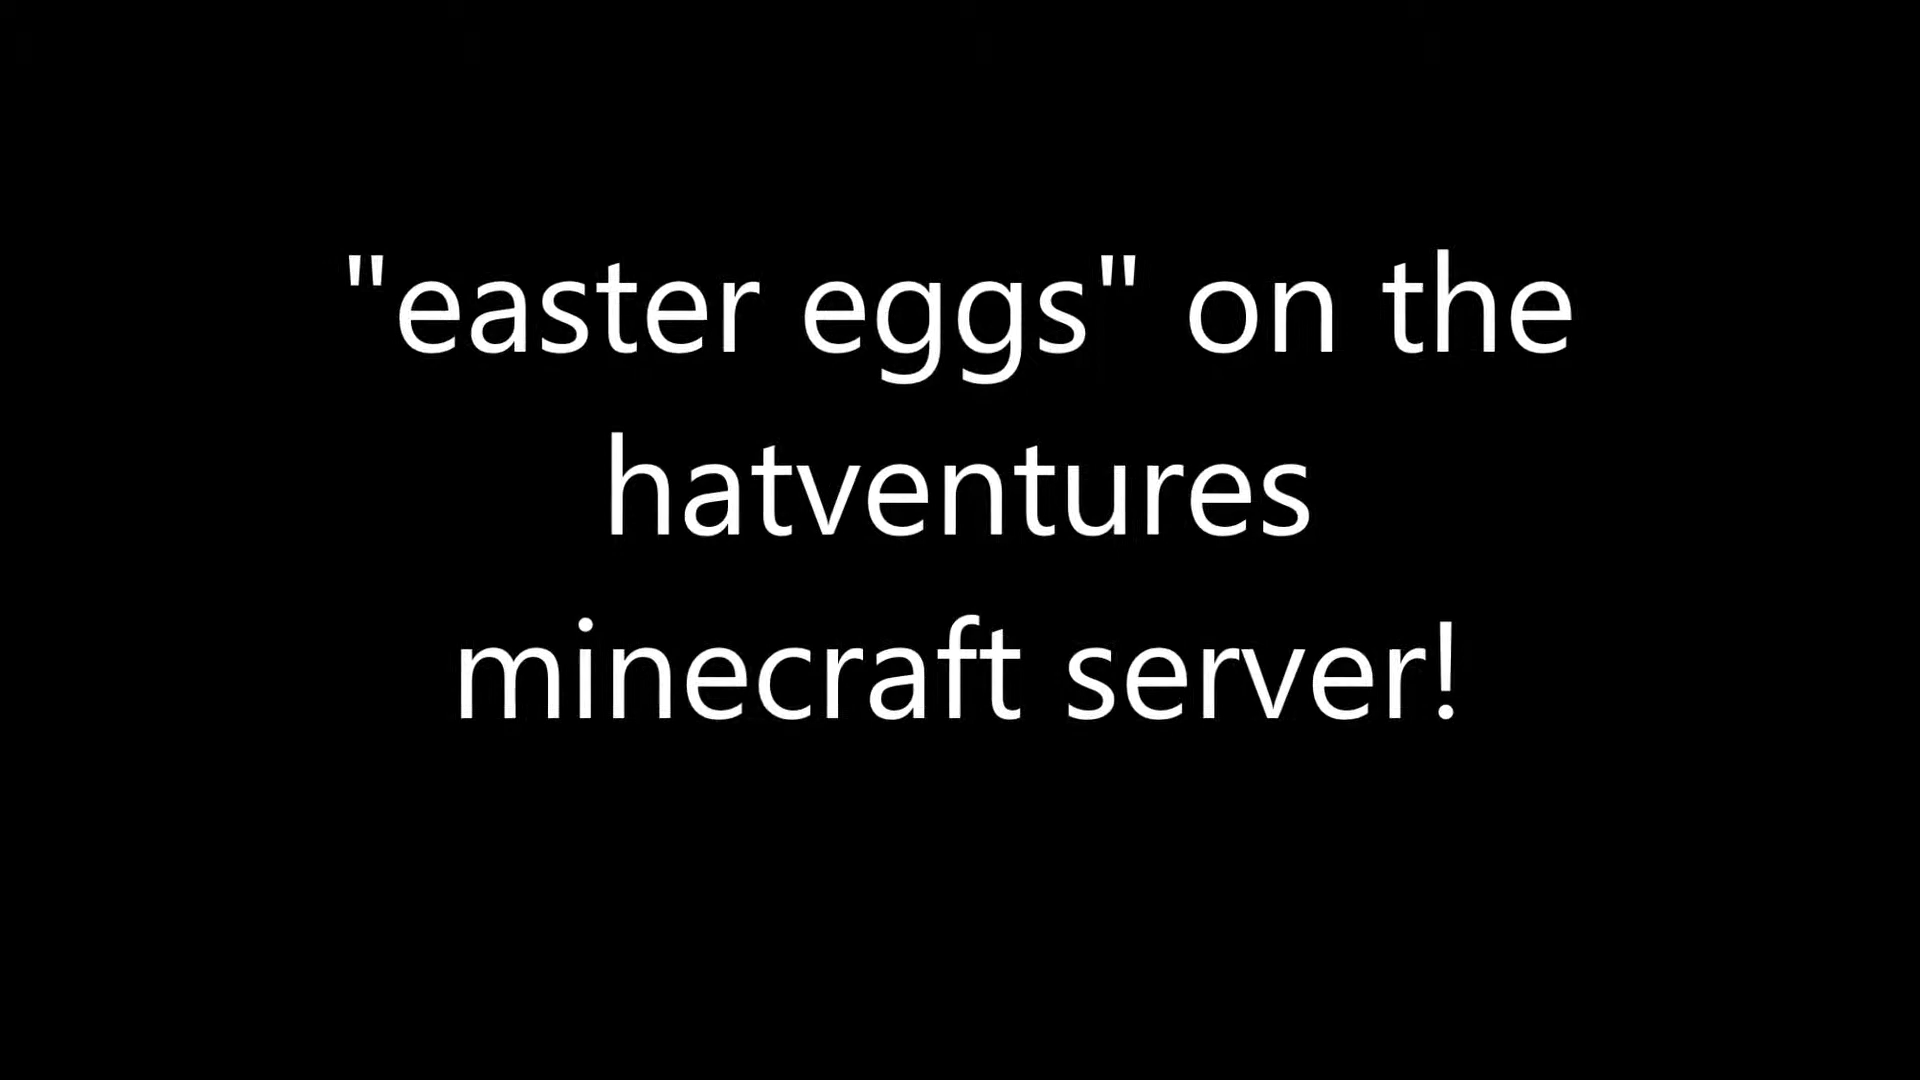 "easter eggs" on the
hatventures
minecraft server!